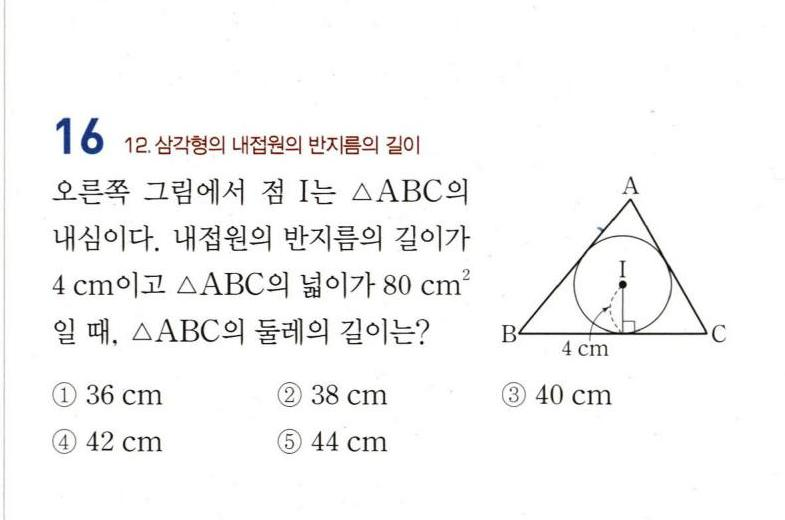 16 12. 삼각형의 내접원의 반지름의 길이
오른쪽 그림에서 점 I는 △ABC의
내심이다. 내접원의 반지름의 길이가
4 cm이고 △ABC의 넓이가 80 cm²
일 때, △ABC의 둘레의 길이는?
A
I
B
C
4 cm
① 36 cm ② 38 cm ③ 40 cm
④ 42 cm ⑤ 44 cm